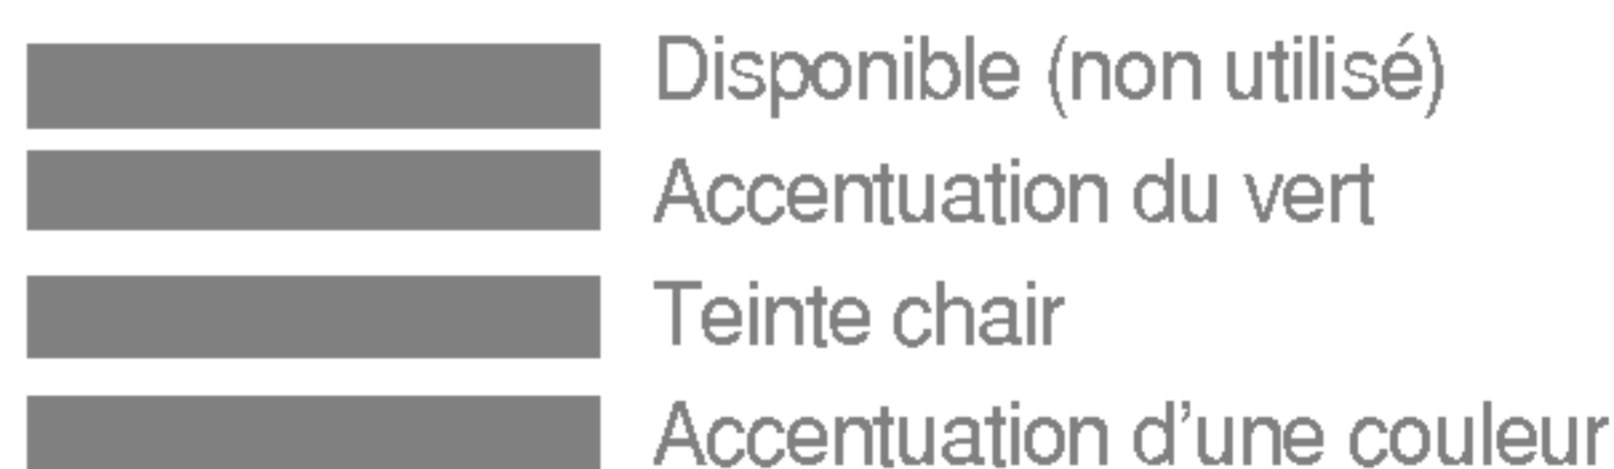 Disponible (non utilisé)
Accentuation du vert
Teinte chair
Accentuation d’une couleur